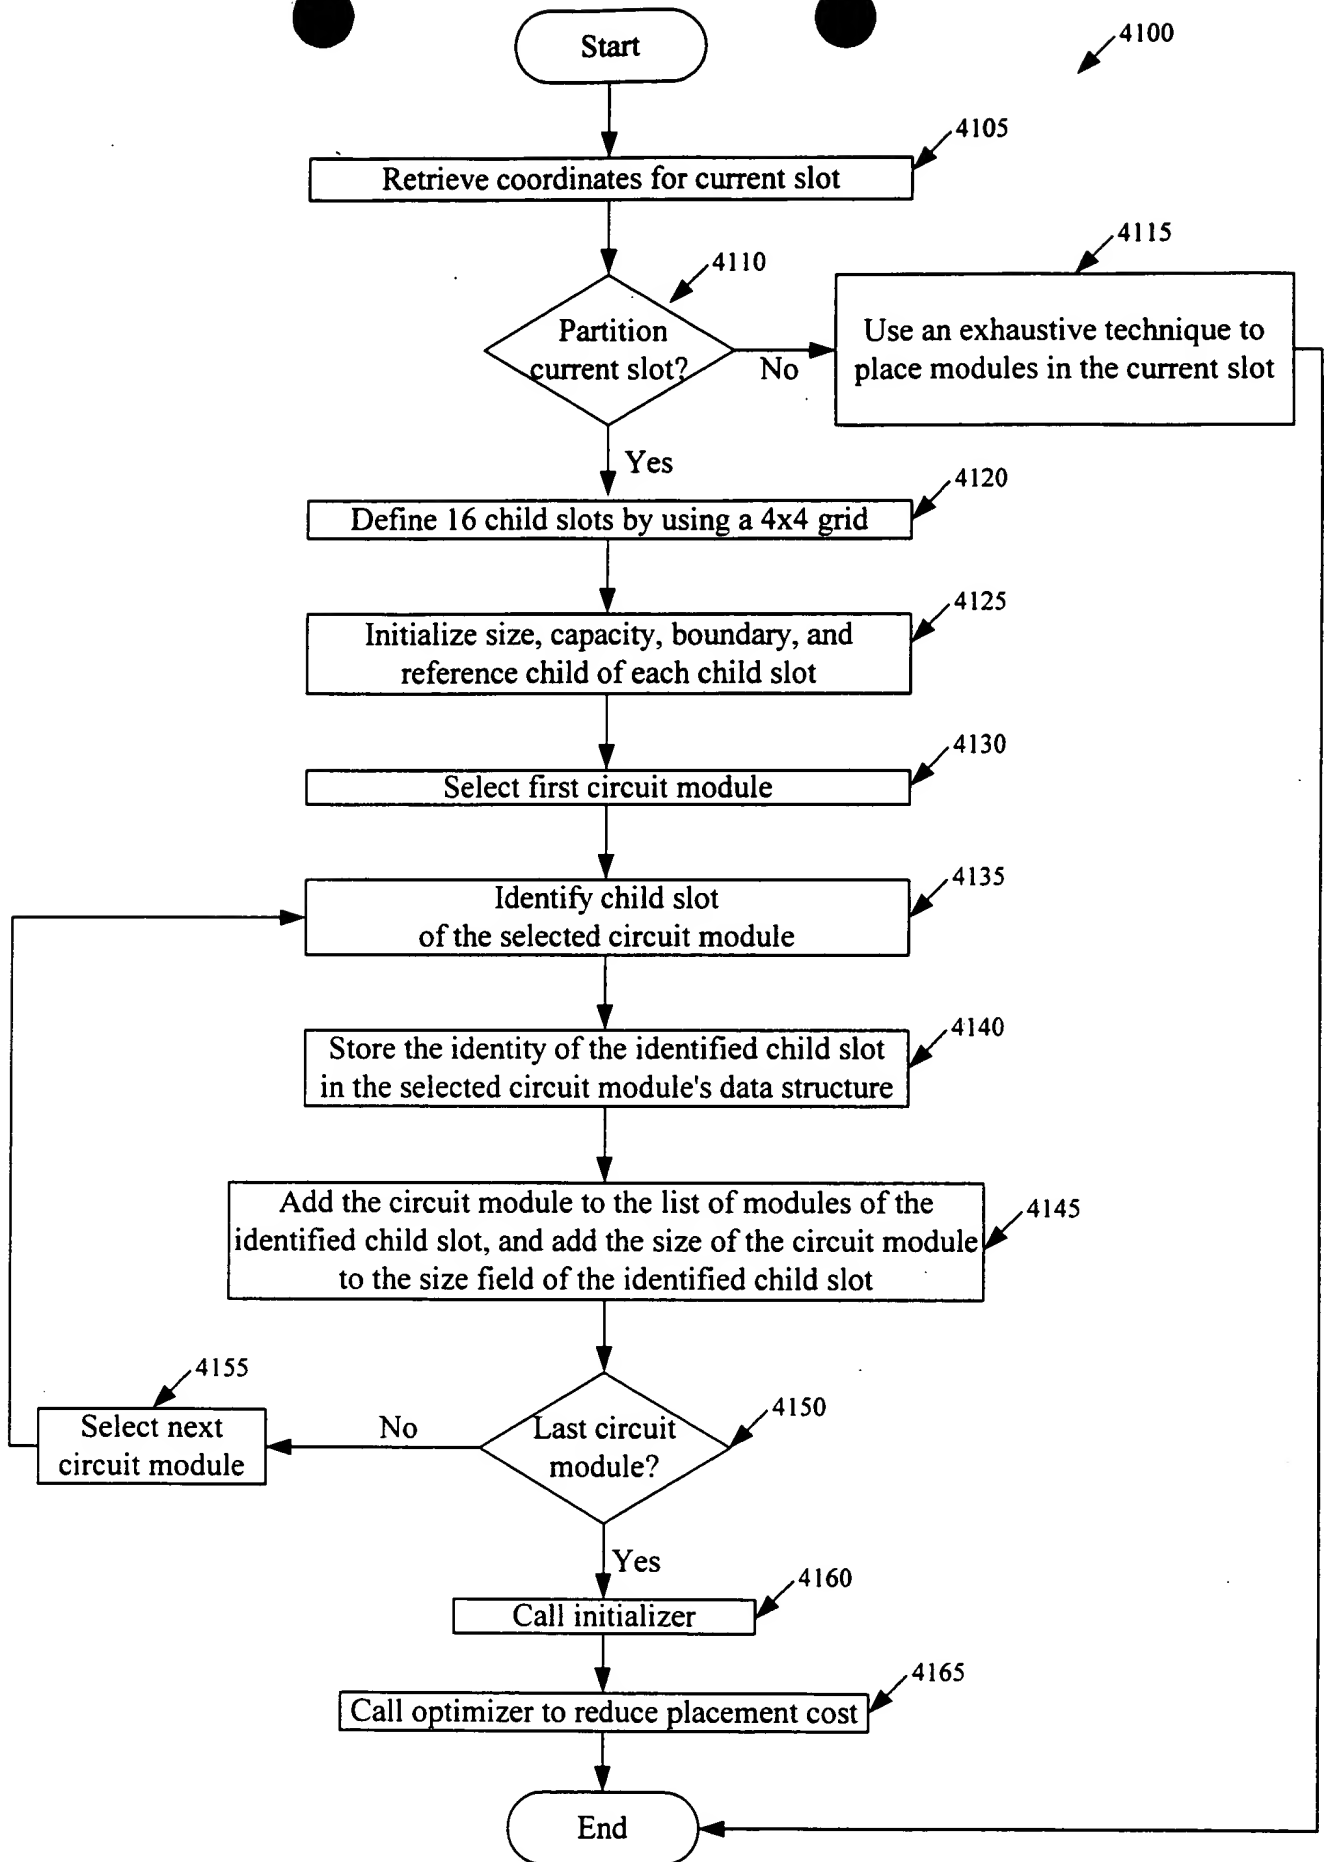 Start
4100
4105
Retrieve coordinates for current slot
4110
4115
Partition
current slot?
No
Use an exhaustive technique to
place modules in the current slot
Yes
4120
Define 16 child slots by using a 4x4 grid
4125
Initialize size, capacity, boundary, and
reference child of each child slot
4130
Select first circuit module
4135
Identify child slot
of the selected circuit module
4140
Store the identity of the identified child slot
in the selected circuit module's data structure
4145
Add the circuit module to the list of modules of the
identified child slot, and add the size of the circuit module
to the size field of the identified child slot
4155
Select next
circuit module
No
4150
Last circuit
module?
Yes
4160
Call initializer
4165
Call optimizer to reduce placement cost
End